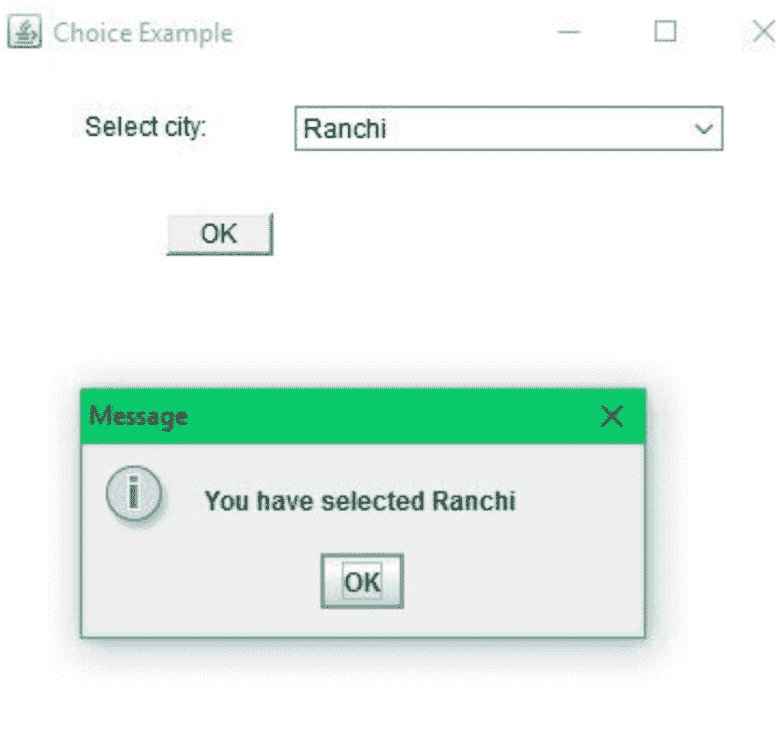 Choice Example
Select city: Ranchi
OK
Message
You have selected Ranchi
OK